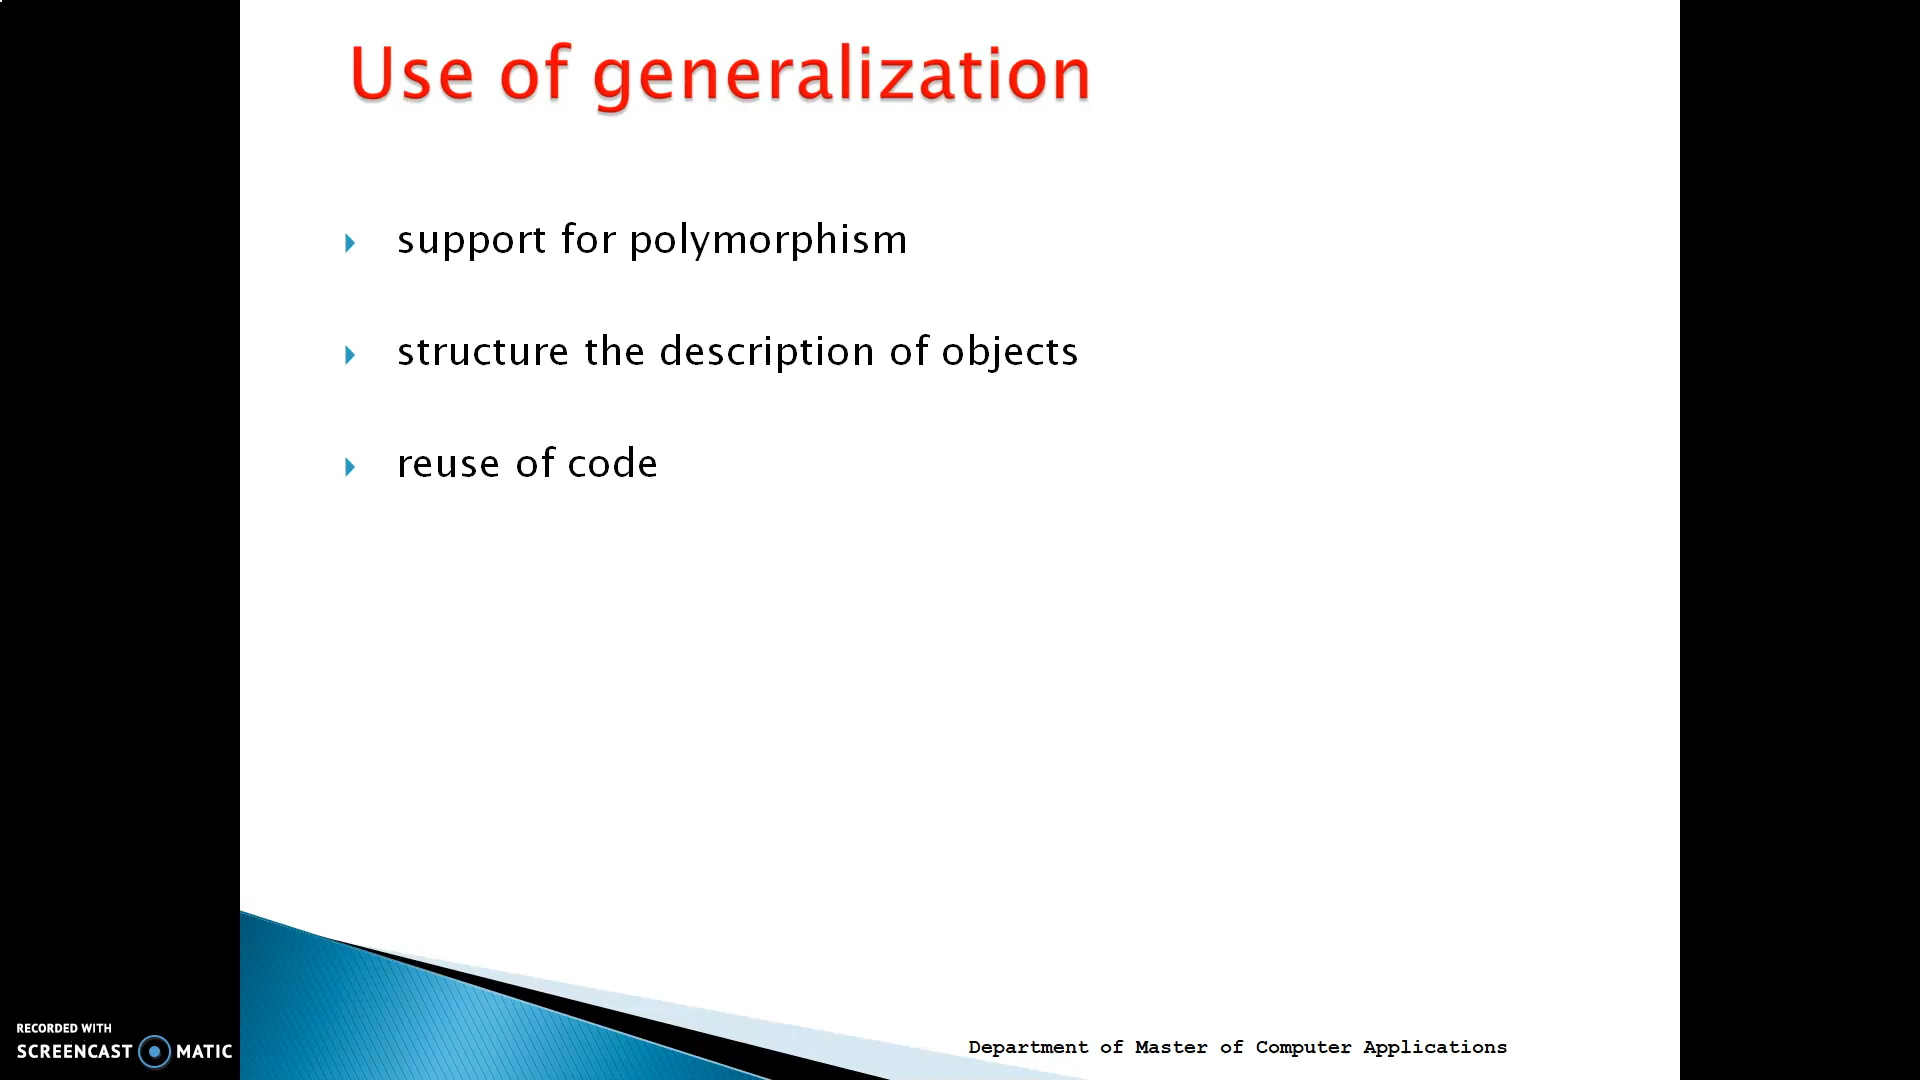 Use of generalization
support for polymorphism
structure the description of objects
reuse of code
Department of Master of Computer Applications
RECORDED WITH
SCREENCAST MATIC